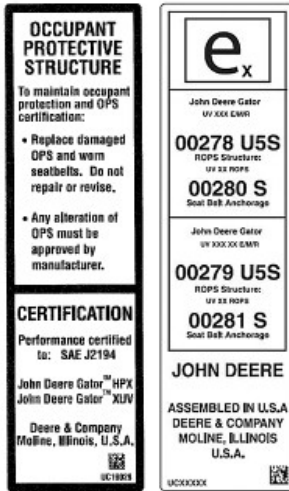 OCCUPANT
PROTECTIVE
STRUCTURE
To maintain occupant
protection and OPS
certification:
• Replace damaged
OPS and worn
seatbelts. Do not
repair or revise.
• Any alteration of
OPS must be
approved by
manufacturer.
CERTIFICATION
Performance certified
to: SAE J2194
John Deere Gator™ HPX
John Deere Gator™ XUV
Deere & Company
Moline, Illinois, U.S.A.
ex
John Deere Gator
UV XXX E/M/R
00278 U5S
ROPS Structure:
UV XX ROPS
00280 S
Seat Belt Anchorage
John Deere Gator
UV XXX XX E/M/R
00279 U5S
ROPS Structure:
UV XX ROPS
00281 S
Seat Belt Anchorage
JOHN DEERE
ASSEMBLED IN U.S.A
DEERE & COMPANY
MOLINE, ILLINOIS
U.S.A.
UCXXXXX